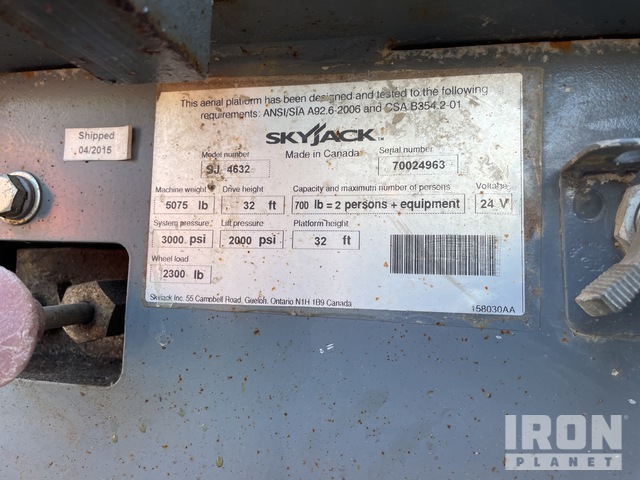 This aerial platform has been designed and tested to the following
requirements: ANSI/SIA A92.6-2006 and CSA B354.2-01
SKYJACK™
Made in Canada
Shipped
04/2015
Model number
SJ 4632
Serial number
70024963
Machine weight
5075 lb
Drive height
32 ft
Capacity and maximum number of persons
700 lb = 2 persons + equipment
Voltage
24 V
System pressure
3000 psi
Lift pressure
2000 psi
Platform height
32 ft
Wheel load
2300 lb
Skyjack Inc. 55 Campbell Road, Guelph, Ontario N1H 1B9 Canada
158030AA
IRON
PLANET